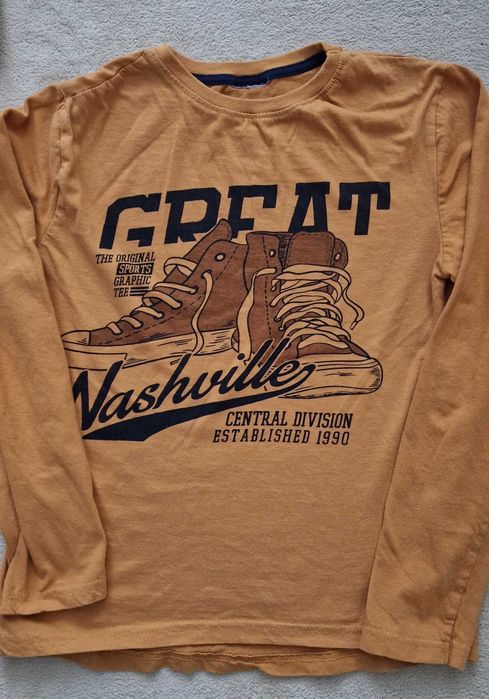 GREAT
THE ORIGINAL
SPORTS
GRAPHIC
TEE
Nashville
CENTRAL DIVISION
ESTABLISHED 1990